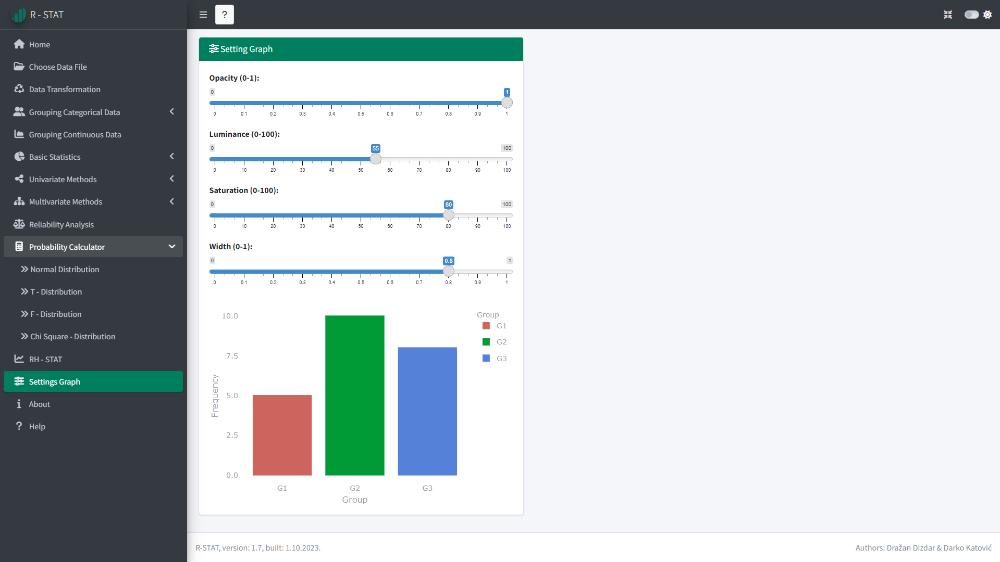 R - STAT
?
Home
Choose Data File
Data Transformation
Grouping Categorical Data
Grouping Continuous Data
Basic Statistics
Univariate Methods
Multivariate Methods
Reliability Analysis
Probability Calculator
Normal Distribution
T - Distribution
F - Distribution
Chi Square - Distribution
RH - STAT
Settings Graph
About
Help
Setting Graph
Opacity (0-1):
0 1
0 0.1 0.2 0.3 0.4 0.5 0.6 0.7 0.8 0.9 1
Luminance (0-100):
0 55 100
0 10 20 30 40 50 60 70 80 90 100
Saturation (0-100):
0 80 100
0 10 20 30 40 50 60 70 80 90 100
Width (0-1):
0 0.8 1
0 0.1 0.2 0.3 0.4 0.5 0.6 0.7 0.8 0.9 1
10.0
7.5
5.0
2.5
0.0
Frequency
G1 G2 G3
Group
Group
G1
G2
G3
R-STAT, version: 1.7, built: 1.10.2023.
Authors: Dražan Dizdar & Darko Katović